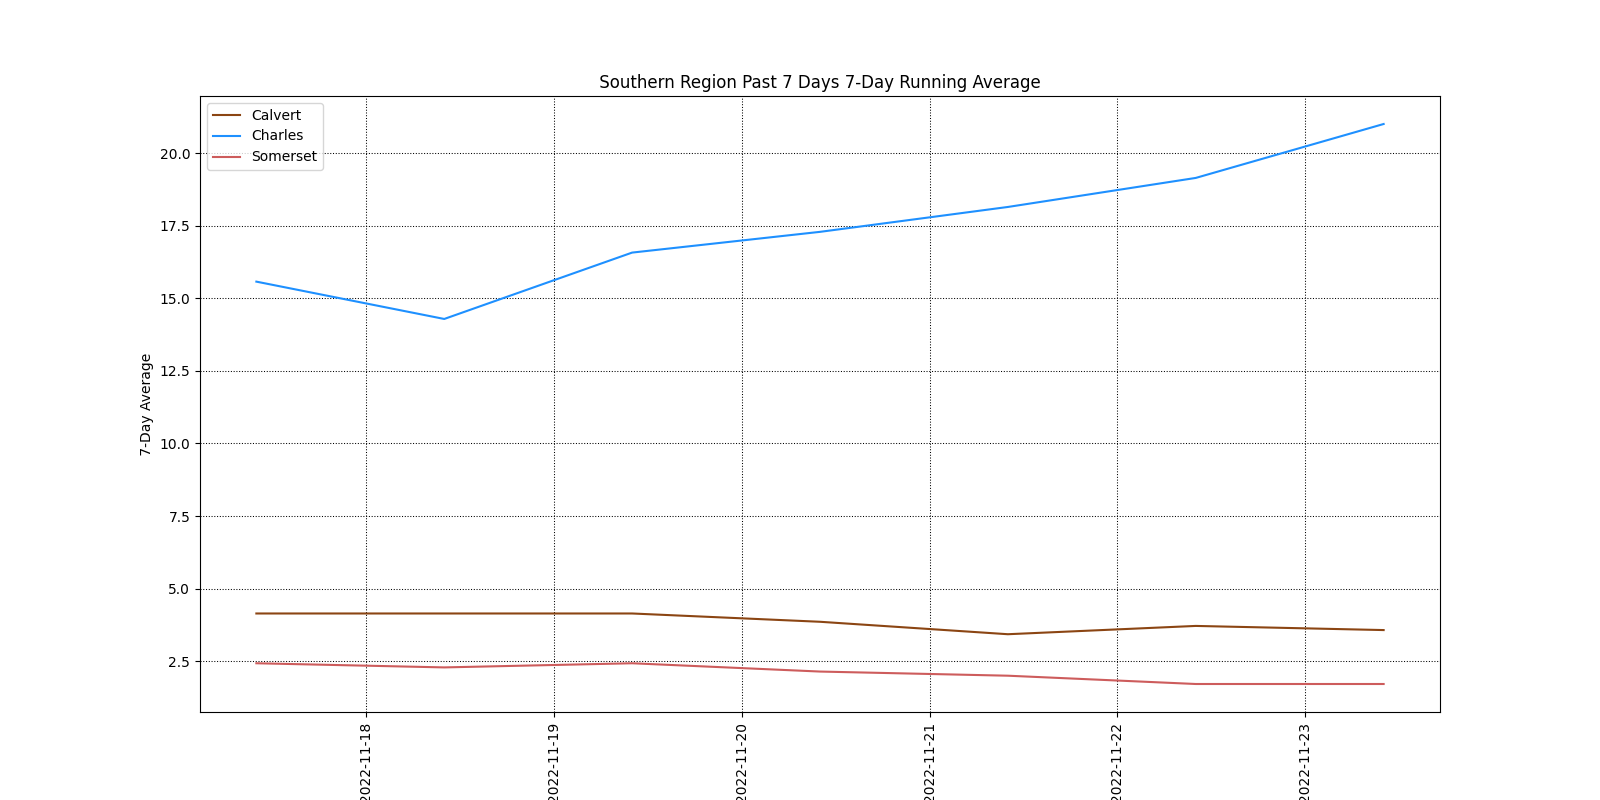 Southern Region Past 7 Days 7-Day Running Average
Calvert
Charles
Somerset
20.0
17.5
15.0
12.5
10.0
7.5
5.0
2.5
7-Day Average
2022-11-18
2022-11-19
2022-11-20
2022-11-21
2022-11-22
2022-11-23